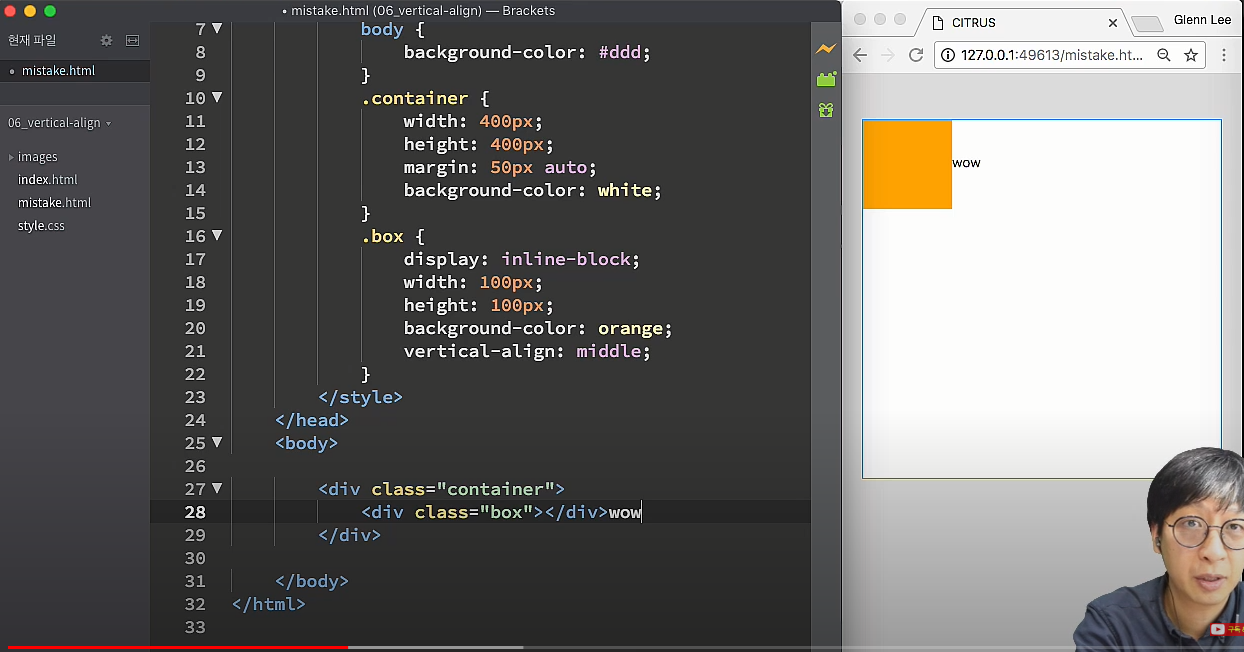 • mistake.html (06_vertical-align) — Brackets
현재 파일
• mistake.html
06_vertical-align
images
index.html
mistake.html
style.css
7 body {
8 background-color: #ddd;
9 }
10 .container {
11 width: 400px;
12 height: 400px;
13 margin: 50px auto;
14 background-color: white;
15 }
16 .box {
17 display: inline-block;
18 width: 100px;
19 height: 100px;
20 background-color: orange;
21 vertical-align: middle;
22 }
23 </style>
24 </head>
25 <body>
26
27 <div class="container">
28 <div class="box"></div>wow
29 </div>
30
31 </body>
32 </html>
33
CITRUS
Glenn Lee
127.0.0.1:49613/mistake.ht...
wow
구독